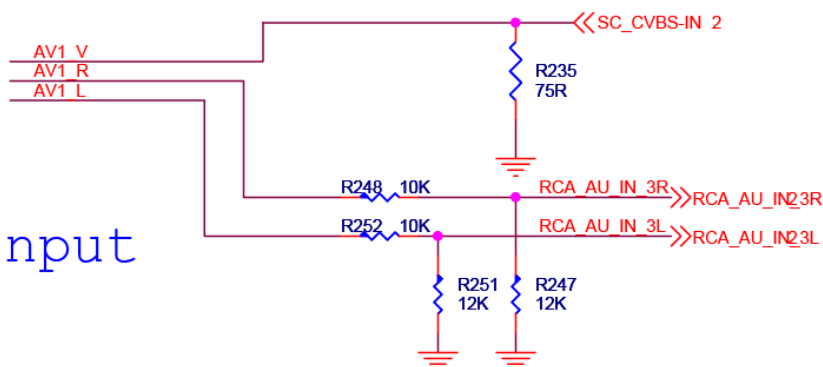 SC_CVBS-IN 2
AV1_V
AV1_R
AV1_L
R235
75R
R248 10K
RCA_AU_IN_3R
RCA_AU_IN23R
R252 10K
RCA_AU_IN_3L
RCA_AU_IN23L
nput
R251
12K
R247
12K